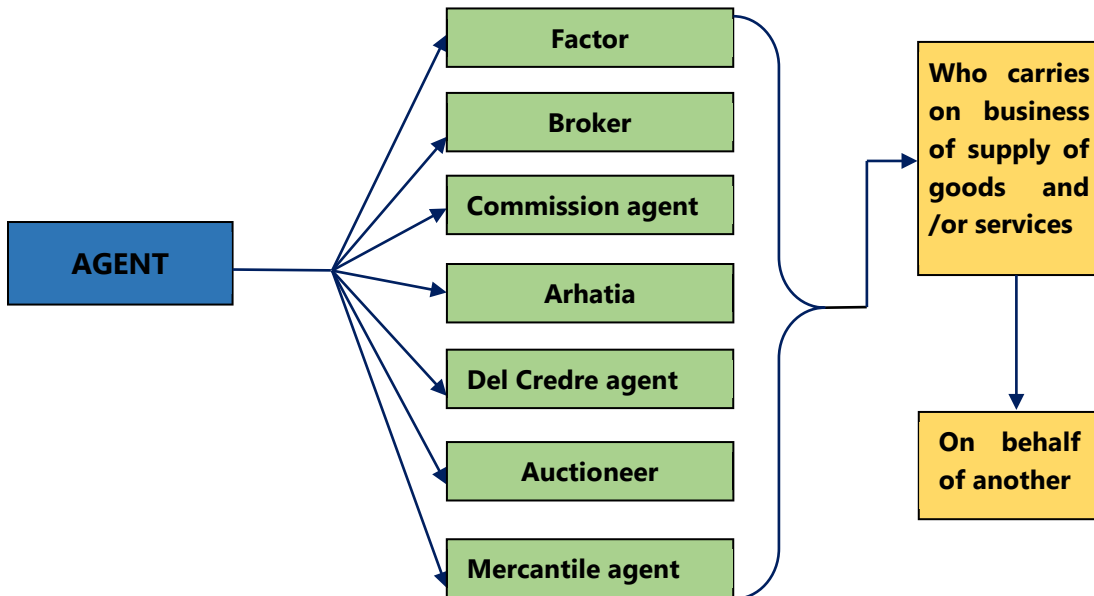 AGENT
Factor
Broker
Commission agent
Arhatia
Del Credre agent
Auctioneer
Mercantile agent
Who carries
on business
of supply of
goods and
/or services
On behalf
of another